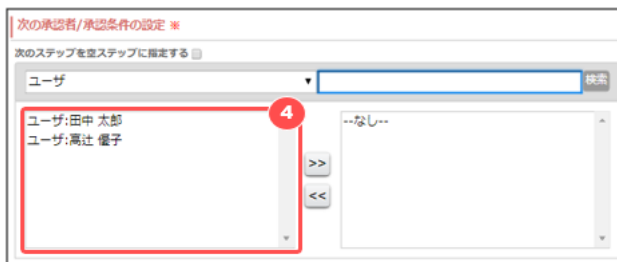 次の承認者/承認条件の設定 ※
次のステップを空ステップに指定する
ユーザ 検索
ユーザ:田中 太郎
ユーザ:高辻 優子
4
>>
<<
--なし--